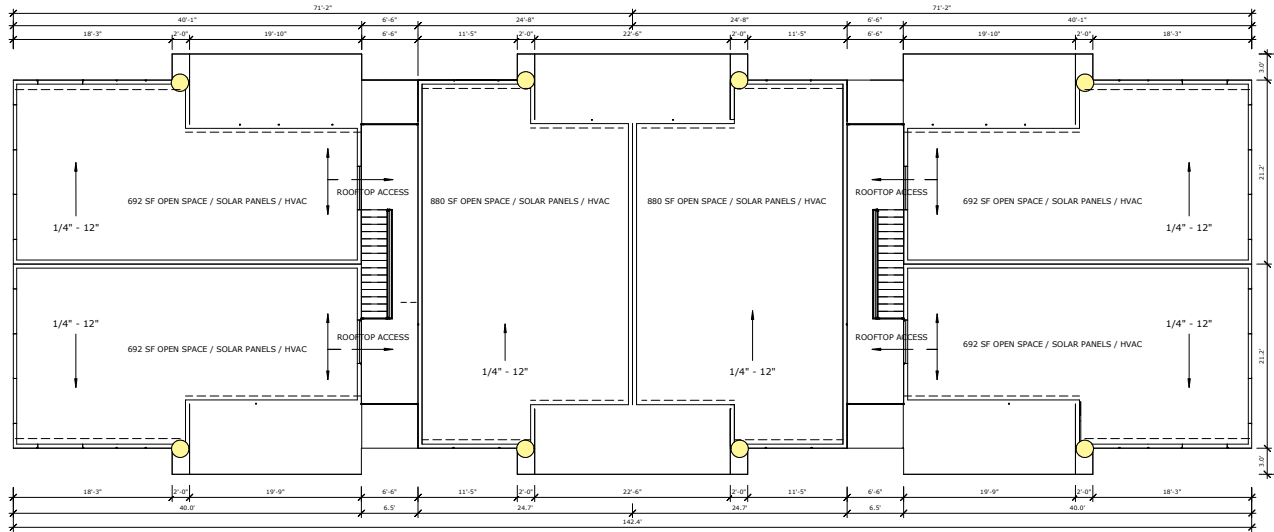 71'-2" 71'-2"
40'-1" 6'-6" 24'-8" 24'-8" 6'-6" 40'-1"
18'-3" 2'-0" 19'-10" 6'-6" 11'-5" 2'-0" 22'-6" 2'-0" 11'-5" 6'-6" 19'-10" 2'-0" 18'-3"
3.0'
21.2'
ROOFTOP ACCESS ROOFTOP ACCESS
692 SF OPEN SPACE / SOLAR PANELS / HVAC 880 SF OPEN SPACE / SOLAR PANELS / HVAC 880 SF OPEN SPACE / SOLAR PANELS / HVAC 692 SF OPEN SPACE / SOLAR PANELS / HVAC
1/4" - 12" 1/4" - 12"
1/4" - 12" 1/4" - 12"
ROOFTOP ACCESS ROOFTOP ACCESS
692 SF OPEN SPACE / SOLAR PANELS / HVAC 692 SF OPEN SPACE / SOLAR PANELS / HVAC
21.2'
1/4" - 12" 1/4" - 12"
3.0'
18'-3" 2'-0" 19'-9" 6'-6" 11'-5" 2'-0" 22'-6" 2'-0" 11'-5" 6'-6" 19'-9" 2'-0" 18'-3"
40.0' 6.5' 24.7' 24.7' 6.5' 40.0'
142.4'